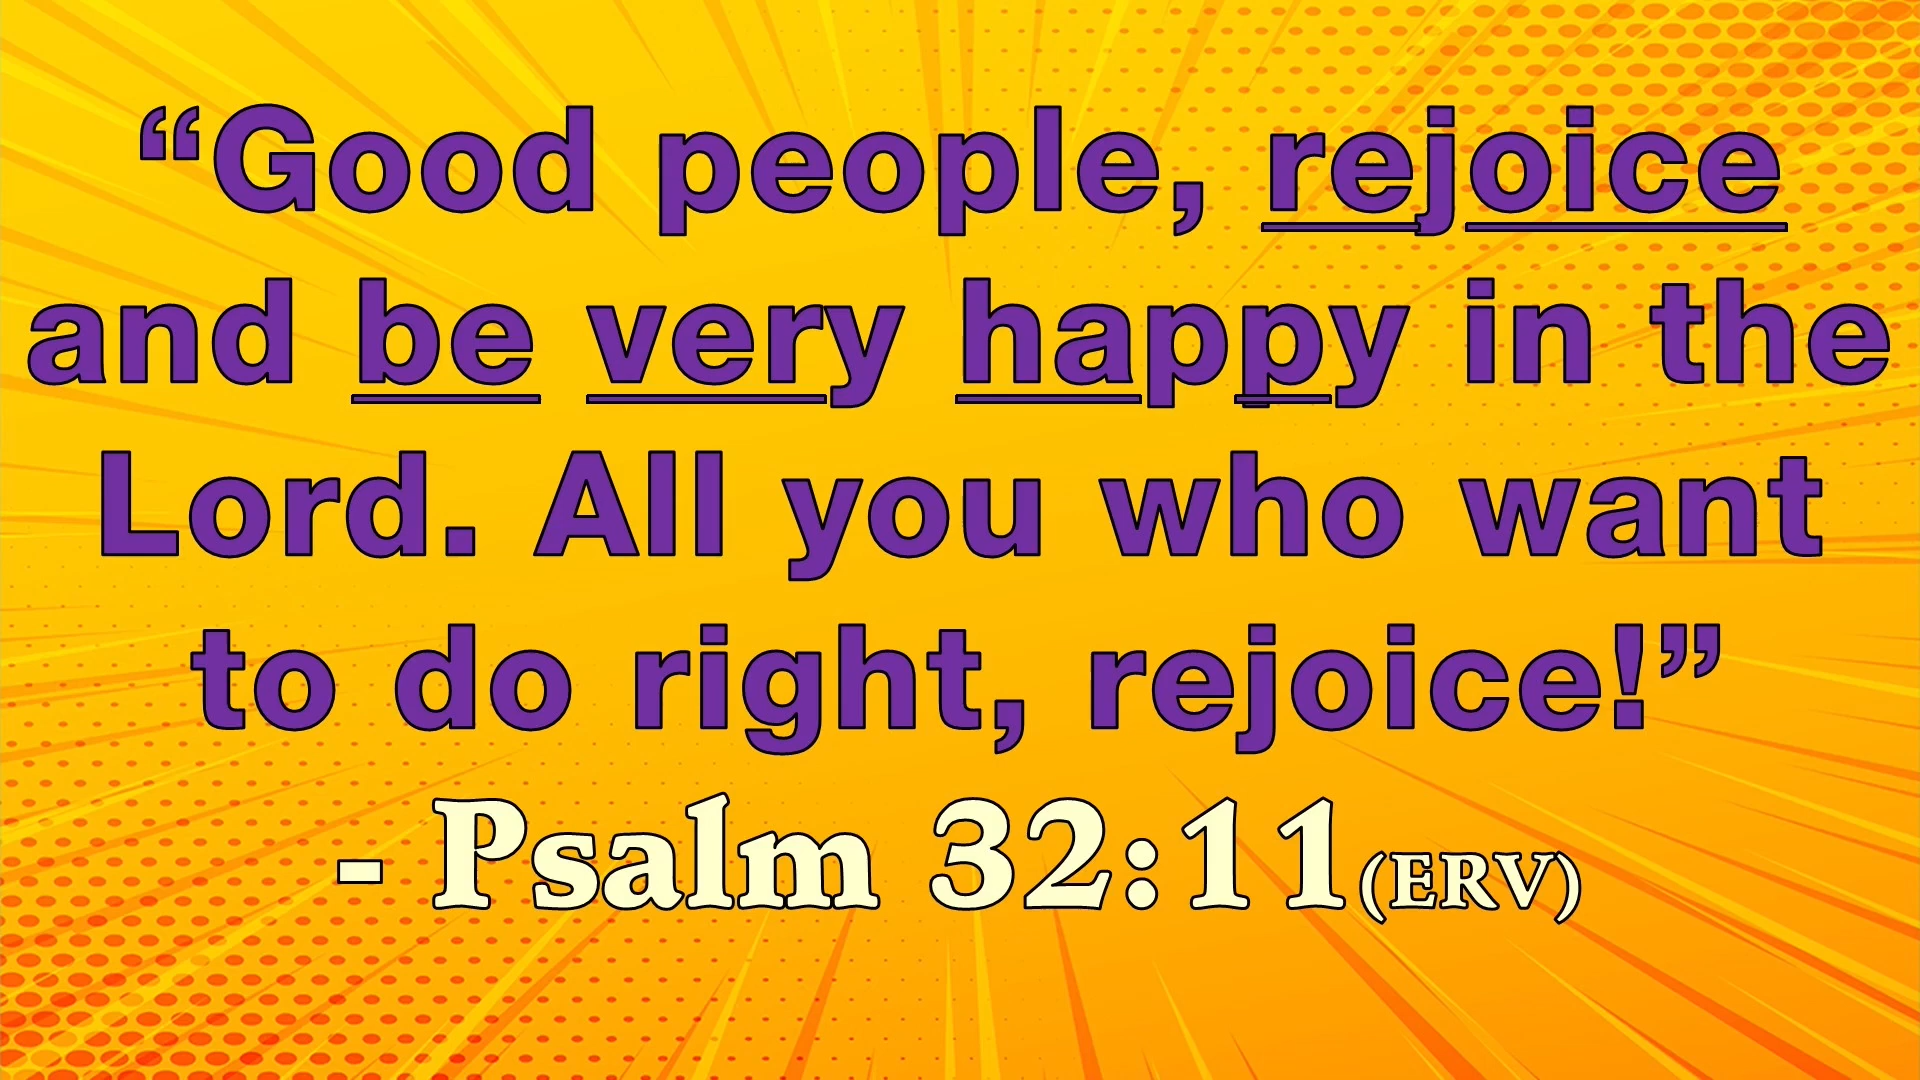 “Good people, rejoice
and be very happy in the
Lord. All you who want
to do right, rejoice!”
- Psalm 32:11(ERV)